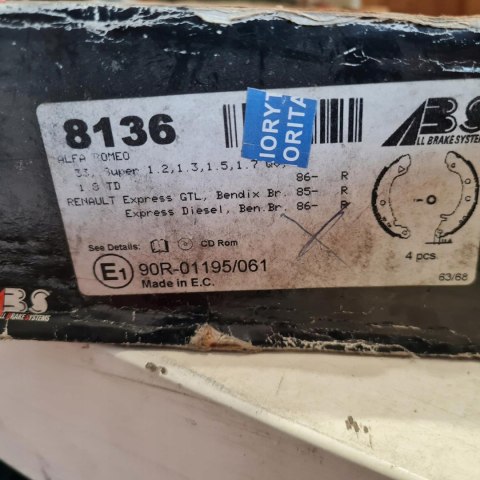 8136
IORYT
ORITA
ABS
ALL BRAKE SYSTEMS
ALFA ROMEO
33, Super 1.2,1.3,1.5,1.7 86- R
1.8 TD
RENAULT Express GTL, Bendix Br. 85- R
Express Diesel, Ben.Br. 86- R
See Details: CD Rom
4 pcs
E1 90R-01195/061
Made in E.C.
63/68
BS
BRAKE SYSTEMS